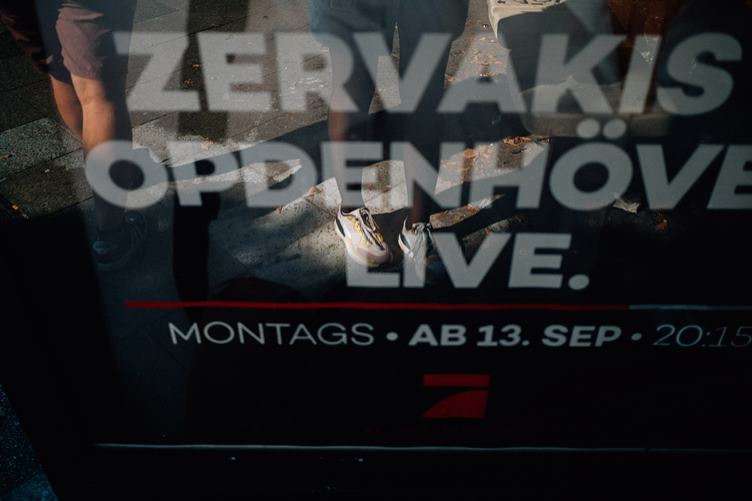 ZERVAKIS
OPDENHÖVE
LIVE.
MONTAGS • AB 13. SEP • 20:15